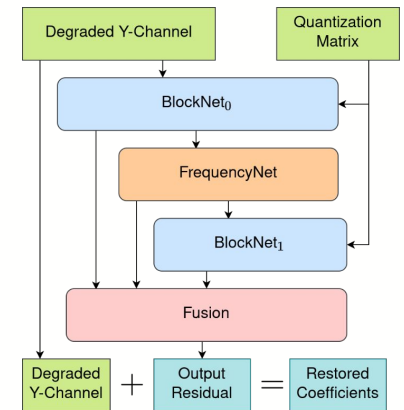 Degraded Y-Channel
Quantization
Matrix
BlockNet₀
FrequencyNet
BlockNet₁
Fusion
Degraded
Y-Channel
+
Output
Residual
=
Restored
Coefficients